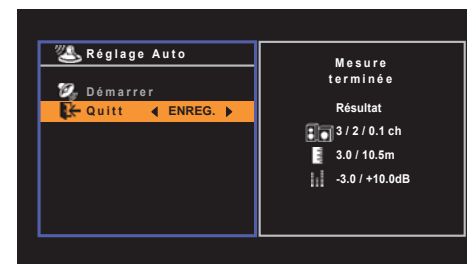 Réglage Auto
Démarrer
Quitt ENREG.
Mesure
terminée
Résultat
3 / 2 / 0.1 ch
3.0 / 10.5m
-3.0 / +10.0dB